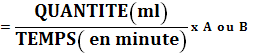 = QUANTITE(ml)
TEMPS( en minute) x A ou B